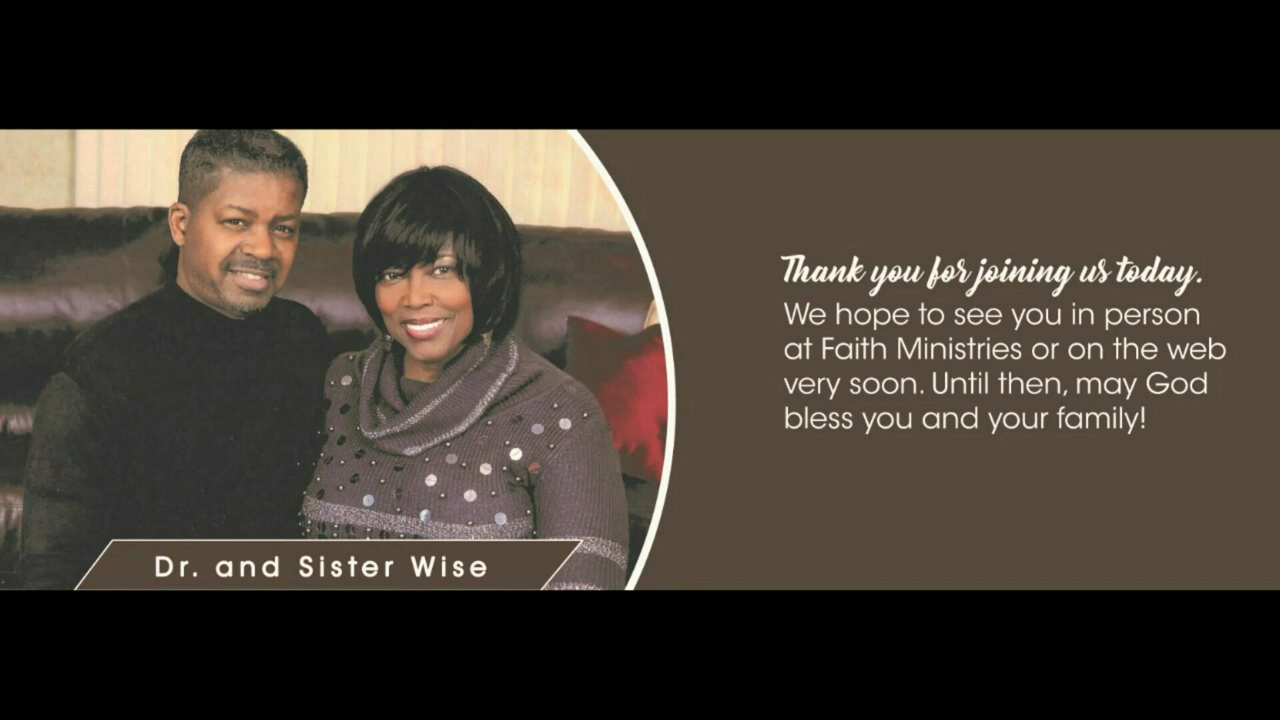 Thank you for joining us today.
We hope to see you in person
at Faith Ministries or on the web
very soon. Until then, may God
bless you and your family!
Dr. and Sister Wise